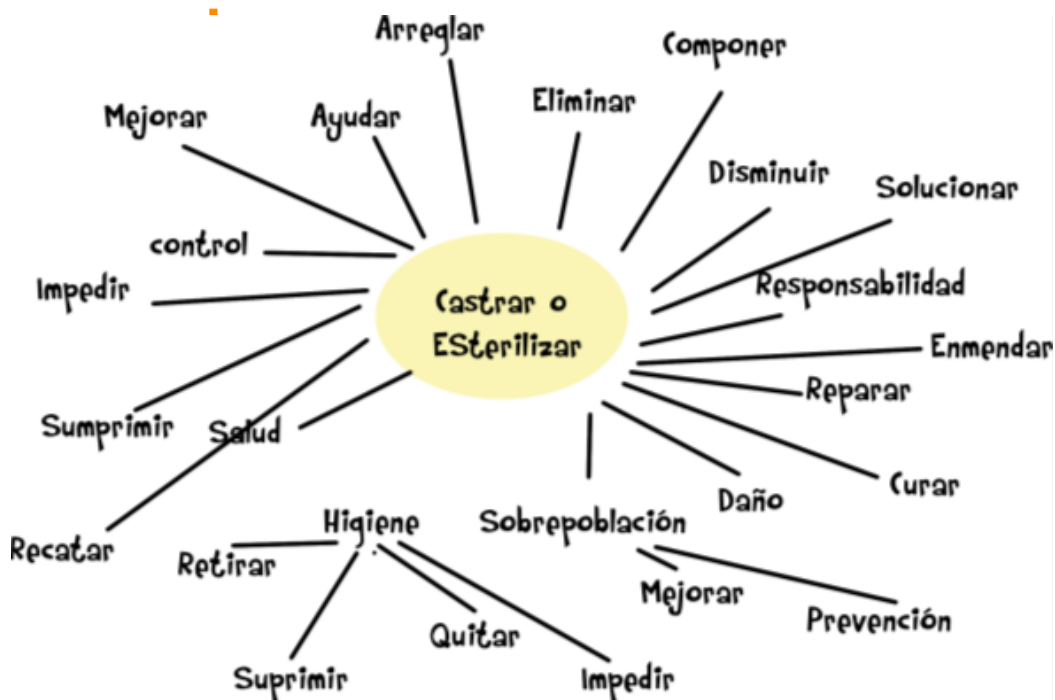 Arreglar
Componer
Eliminar
Mejorar
Ayudar
Disminuir
Solucionar
control
Responsabilidad
Impedir
Castrar o
ESterilizar
Enmendar
Reparar
Sumprimir
Salud
Curar
Daño
Higiene
Sobrepoblación
Recatar
Retirar
Mejorar
Prevención
Quitar
Suprimir
Impedir